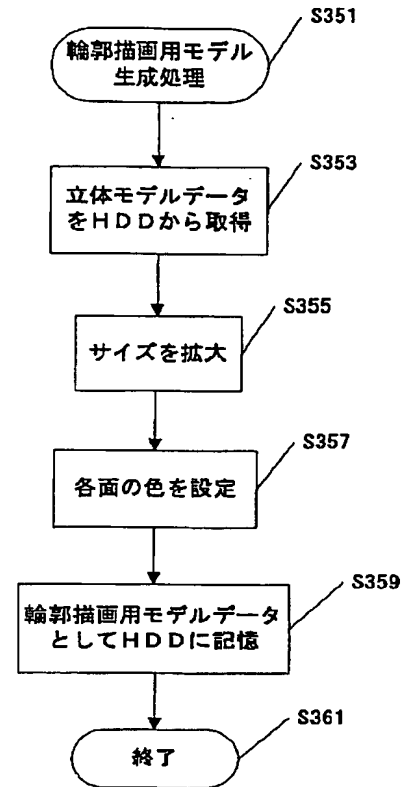 S351
輪郭描画用モデル
生成処理
S353
立体モデルデータ
をHDDから取得
S355
サイズを拡大
S357
各面の色を設定
S359
輪郭描画用モデルデータ
としてHDDに記憶
S361
終了